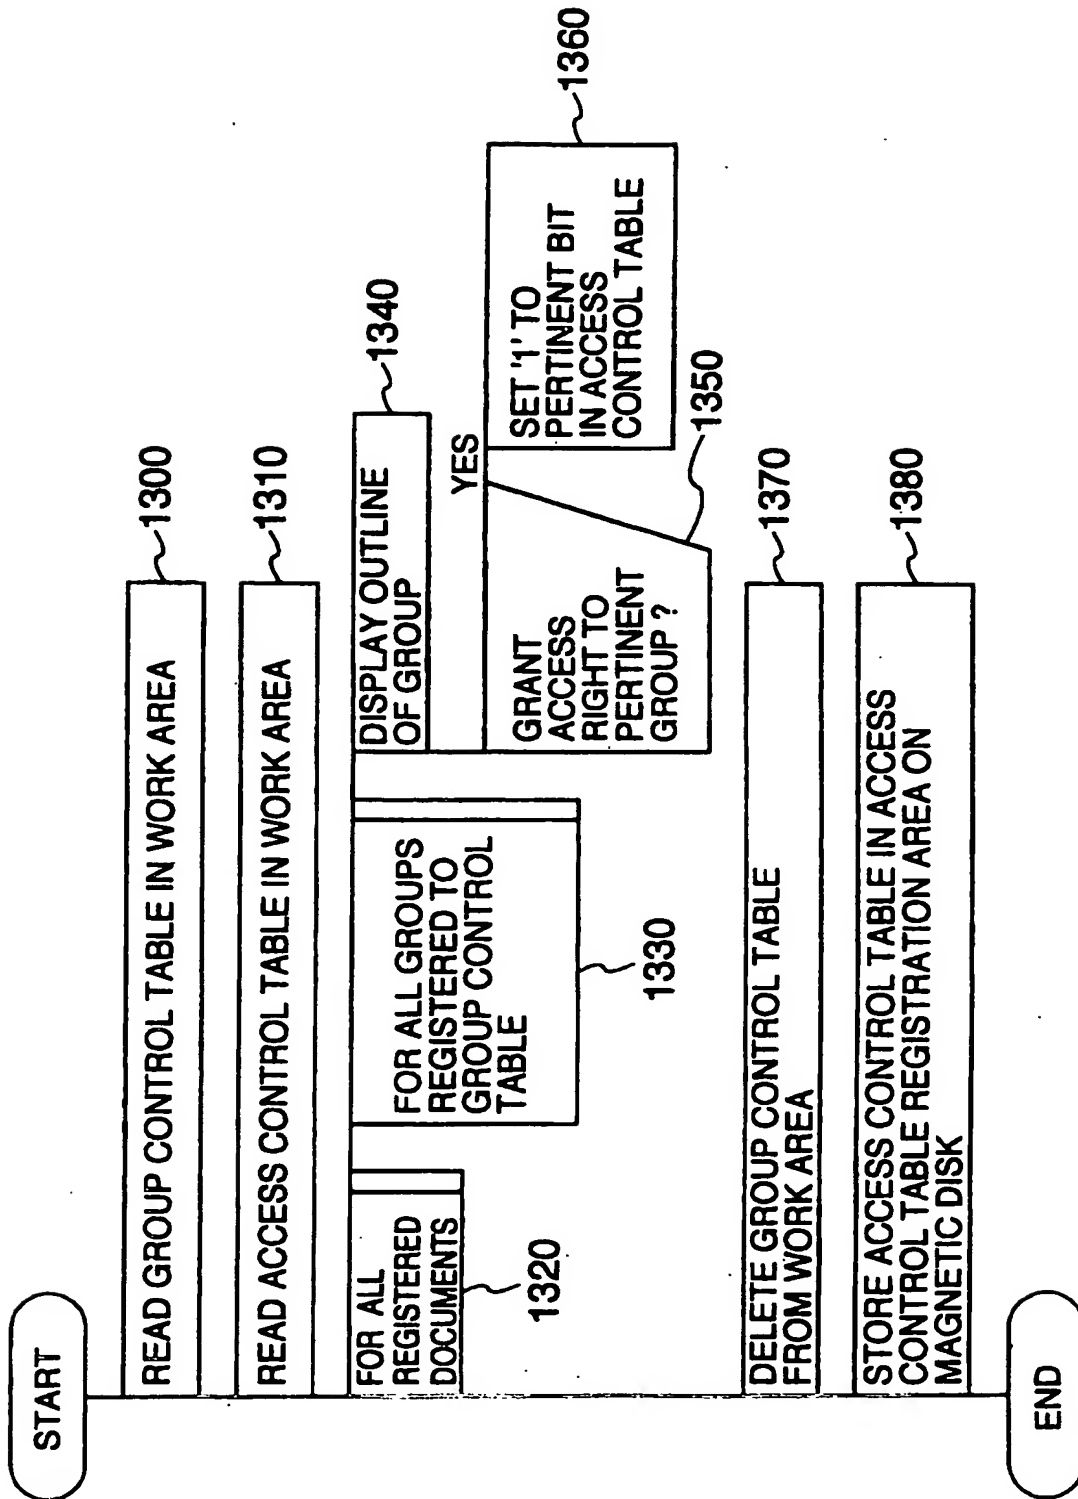 START
READ GROUP CONTROL TABLE IN WORK AREA
1300
READ ACCESS CONTROL TABLE IN WORK AREA
1310
FOR ALL
REGISTERED
DOCUMENTS
1320
FOR ALL GROUPS
REGISTERED TO
GROUP CONTROL
TABLE
1330
DISPLAY OUTLINE
OF GROUP
1340
GRANT
ACCESS
RIGHT TO
PERTINENT
GROUP ?
YES
1350
SET '1' TO
PERTINENT BIT
IN ACCESS
CONTROL TABLE
1360
DELETE GROUP CONTROL TABLE
FROM WORK AREA
1370
STORE ACCESS CONTROL TABLE IN ACCESS
CONTROL TABLE REGISTRATION AREA ON
MAGNETIC DISK
1380
END